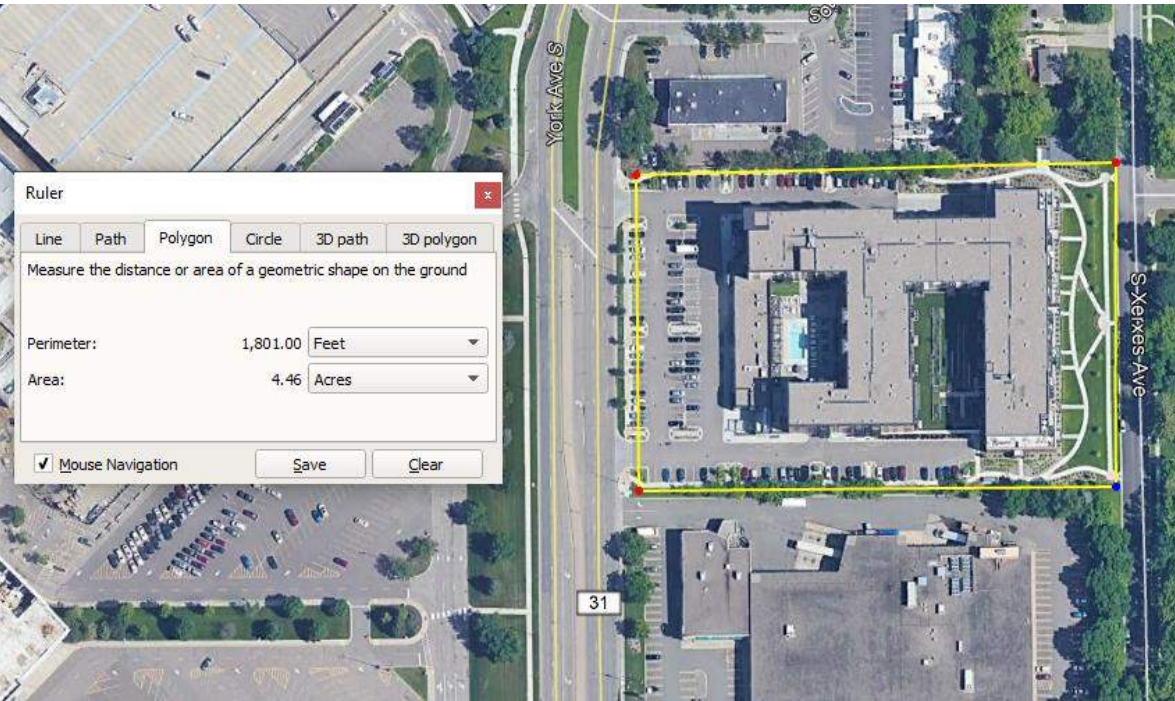 So
York Ave S
Ruler
x
Line Path Polygon Circle 3D path 3D polygon
Measure the distance or area of a geometric shape on the ground
Perimeter: 1,801.00 Feet
Area: 4.46 Acres
Mouse Navigation Save Clear
S Xerxes Ave
31